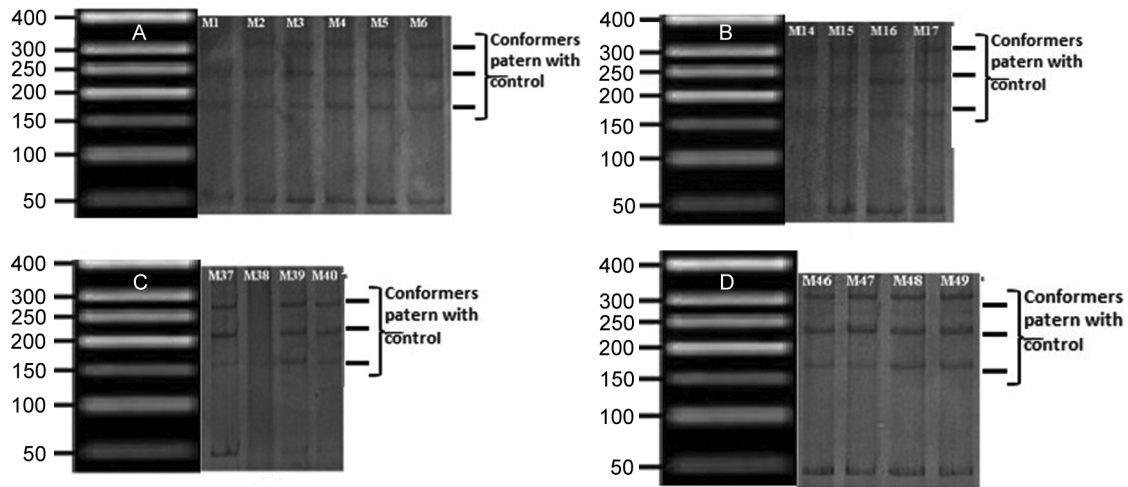 A
400
300
250
200
150
100
50
M1 M2 M3 M4 M5 M6
Conformers
patern with
control
B
400
300
250
200
150
100
50
M14 M15 M16 M17
Conformers
patern with
control
C
400
300
250
200
150
100
50
M37 M38 M39 M40
Conformers
patern with
control
D
400
300
250
200
150
100
50
M46 M47 M48 M49
Conformers
patern with
control